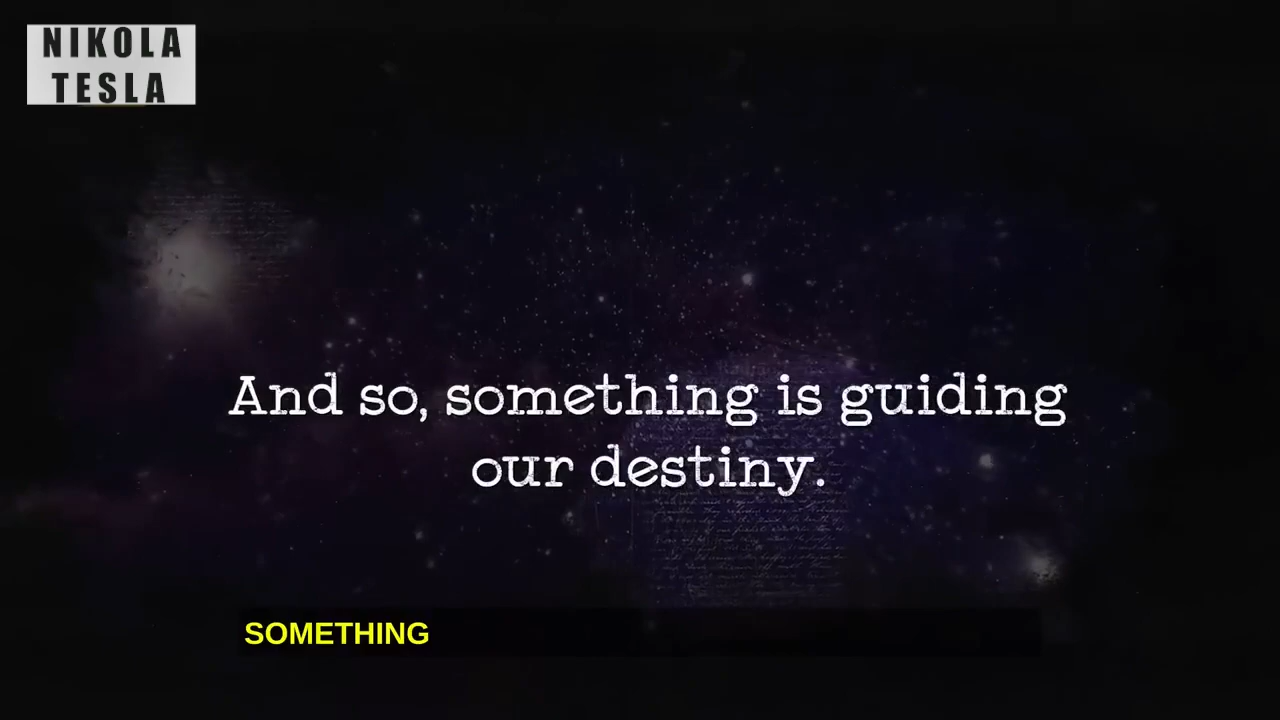 NIKOLA
TESLA
And so, something is guiding
our destiny.
SOMETHING